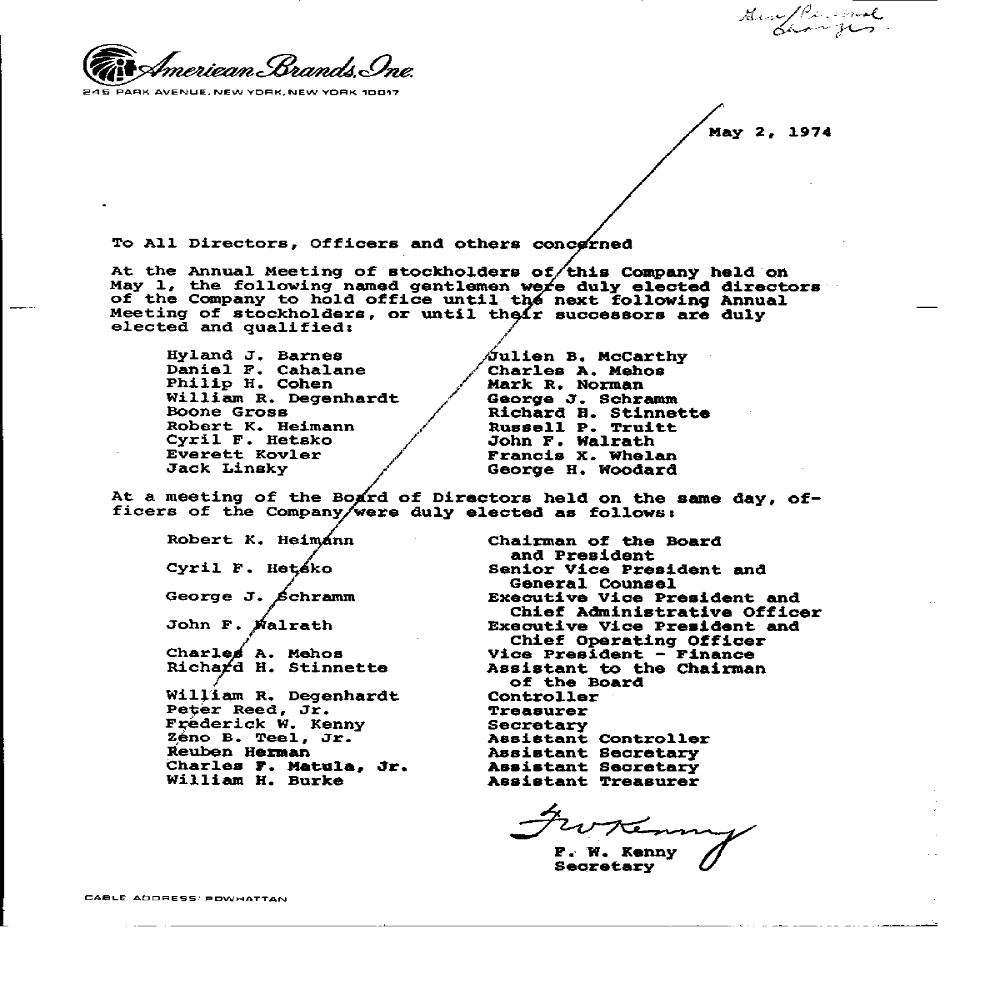 Changes
American Brands, Inc.
245 PARK AVENUE, NEW YORK, NEW YORK 10017
May 2, 1974
To All Directors, Officers and others concerned
At the Annual Meeting of stockholders of this Company held on
May 1, the following named gentlemen were duly elected directors
of the Company to hold office until the next following Annual
Meeting of stockholders, or until their successors are duly
elected and qualified:
Hyland J. Barnes Julien B. McCarthy
Daniel F. Cahalane Charles A. Mehos
Philip H. Cohen Mark R. Norman
William R. Degenhardt George J. Schramm
Boone Gross Richard H. Stinnette
Robert K. Heimann Russell P. Truitt
Cyril F. Hetsko John F. Walrath
Everett Kovler Francis X. Whelan
Jack Linsky George H. Woodard
At a meeting of the Board of Directors held on the same day, of-
ficers of the Company were duly elected as follows:
Robert K. Heimann Chairman of the Board
and President
Cyril F. Hetsko Senior Vice President and
General Counsel
George J. Schramm Executive Vice President and
Chief Administrative Officer
John F. Walrath Executive Vice President and
Chief Operating Officer
Charles A. Mehos Vice President - Finance
Richard H. Stinnette Assistant to the Chairman
of the Board
William R. Degenhardt Controller
Peter Reed, Jr. Treasurer
Frederick W. Kenny Secretary
Zeno B. Teel, Jr. Assistant Controller
Reuben Herman Assistant Secretary
Charles F. Matula, Jr. Assistant Secretary
William H. Burke Assistant Treasurer
FWKenny
F. W. Kenny
Secretary
CABLE ADDRESS: POWHATTAN